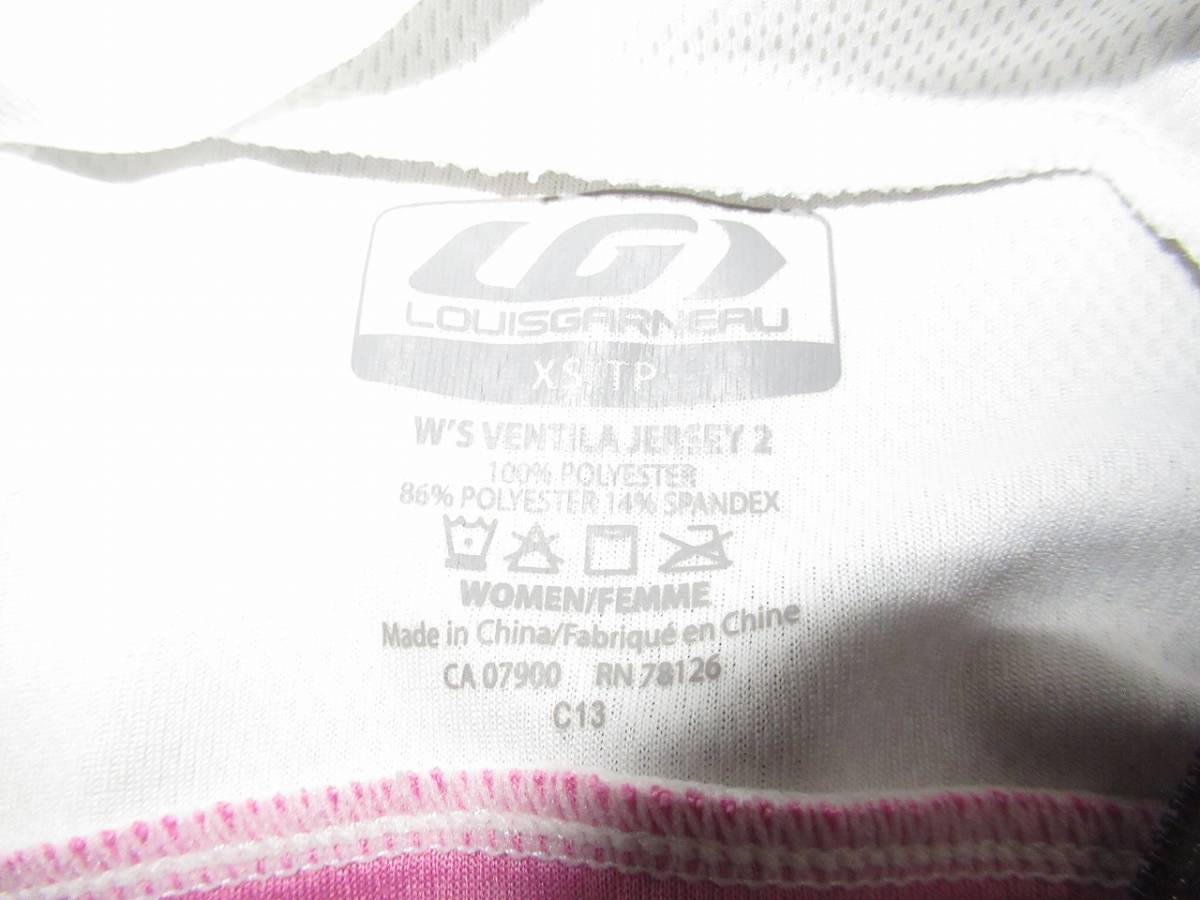 LOUISGARNEAU
XS/TP
W'S VENTILA JERSEY 2
100% POLYESTER
86% POLYESTER 14% SPANDEX
WOMEN/FEMME
Made in China/Fabriqué en Chine
CA 07900 RN 78126
C13